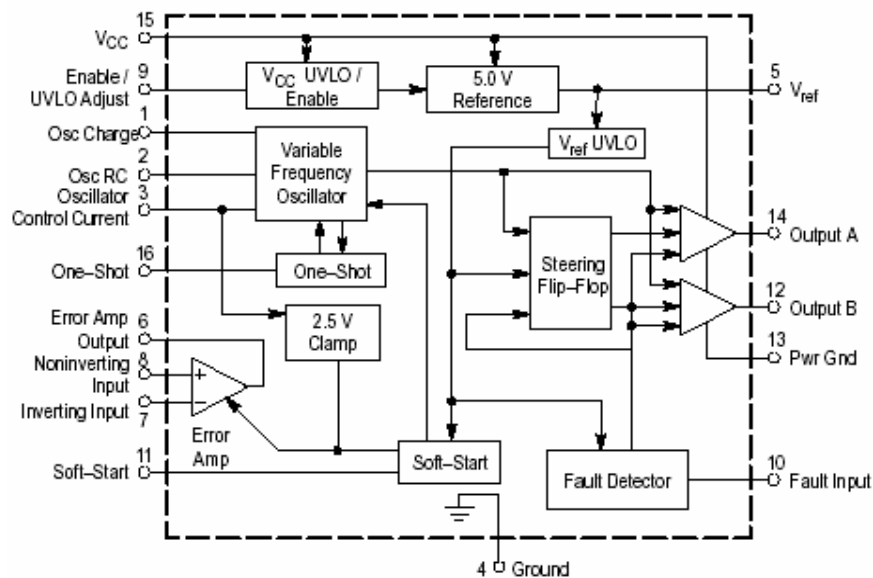 15
VCC
9
Enable /
UVLO Adjust
1
Osc Charge
2
Osc RC
Oscillator
3
Control Current
16
One–Shot
Error Amp
6
Output
8
Noninverting
Input
Inverting Input
7
11
Soft–Start
VCC UVLO /
Enable
5.0 V
Reference
Vref UVLO
Variable
Frequency
Oscillator
One–Shot
2.5 V
Clamp
Steering
Flip–Flop
+
–
Error
Amp
Soft–Start
Fault Detector
5
Vref
14
Output A
12
Output B
13
Pwr Gnd
10
Fault Input
4
Ground